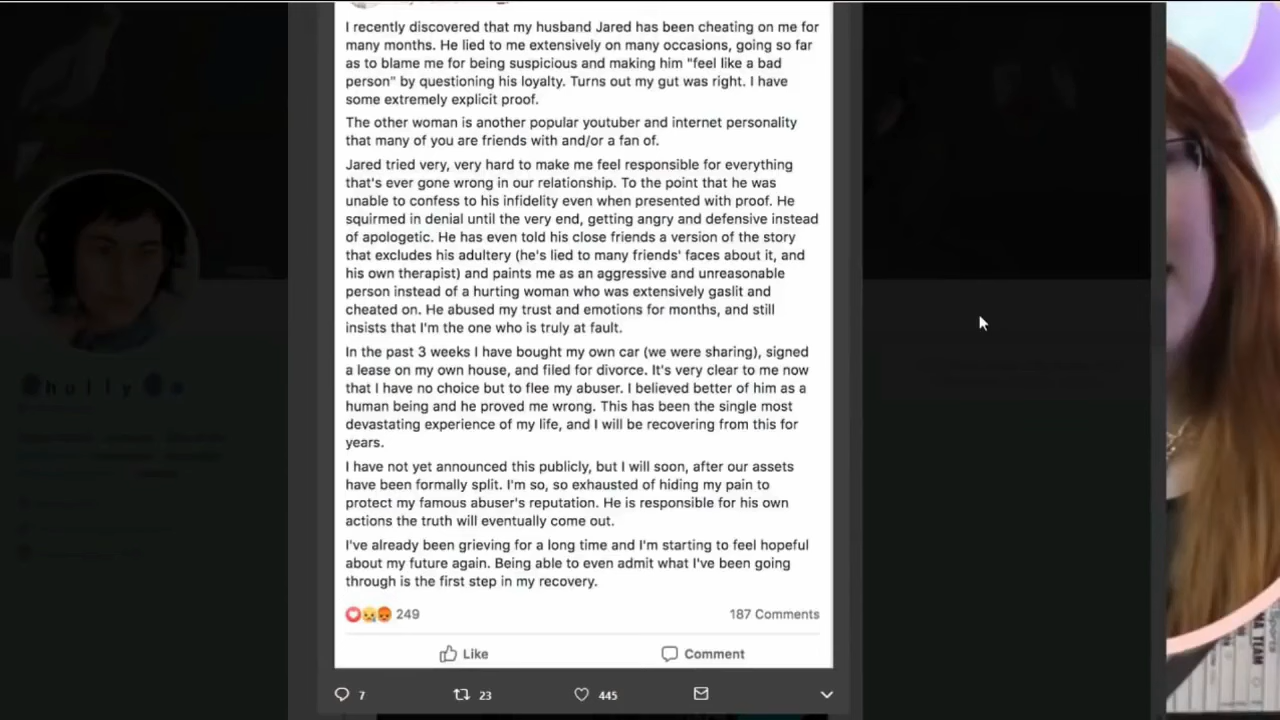 I recently discovered that my husband Jared has been cheating on me for
many months. He lied to me extensively on many occasions, going so far
as to blame me for being suspicious and making him "feel like a bad
person" by questioning his loyalty. Turns out my gut was right. I have
some extremely explicit proof.
The other woman is another popular youtuber and internet personality
that many of you are friends with and/or a fan of.
Jared tried very, very hard to make me feel responsible for everything
that's ever gone wrong in our relationship. To the point that he was
unable to confess to his infidelity even when presented with proof. He
squirmed in denial until the very end, getting angry and defensive instead
of apologetic. He has even told his close friends a version of the story
that excludes his adultery (he's lied to many friends' faces about it, and
his own therapist) and paints me as an aggressive and unreasonable
person instead of a hurting woman who was extensively gaslit and
cheated on. He abused my trust and emotions for months, and still
insists that I'm the one who is truly at fault.
In the past 3 weeks I have bought my own car (we were sharing), signed
a lease on my own house, and filed for divorce. It's very clear to me now
that I have no choice but to flee my abuser. I believed better of him as a
human being and he proved me wrong. This has been the single most
devastating experience of my life, and I will be recovering from this for
years.
I have not yet announced this publicly, but I will soon, after our assets
have been formally split. I'm so, so exhausted of hiding my pain to
protect my famous abuser's reputation. He is responsible for his own
actions the truth will eventually come out.
I've already been grieving for a long time and I'm starting to feel hopeful
about my future again. Being able to even admit what I've been going
through is the first step in my recovery.
249 187 Comments
Like Comment
7 23 445
holly
TEAM